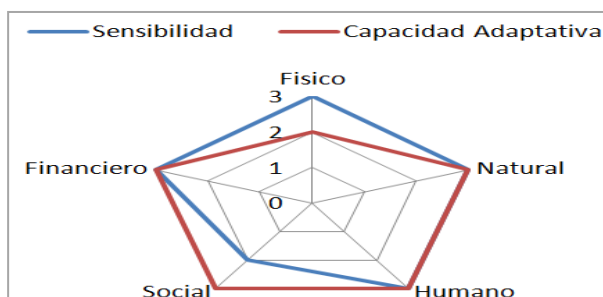 Sensibilidad Capacidad Adaptativa
Fisico
3
2
Financiero Natural
1
0
Social Humano